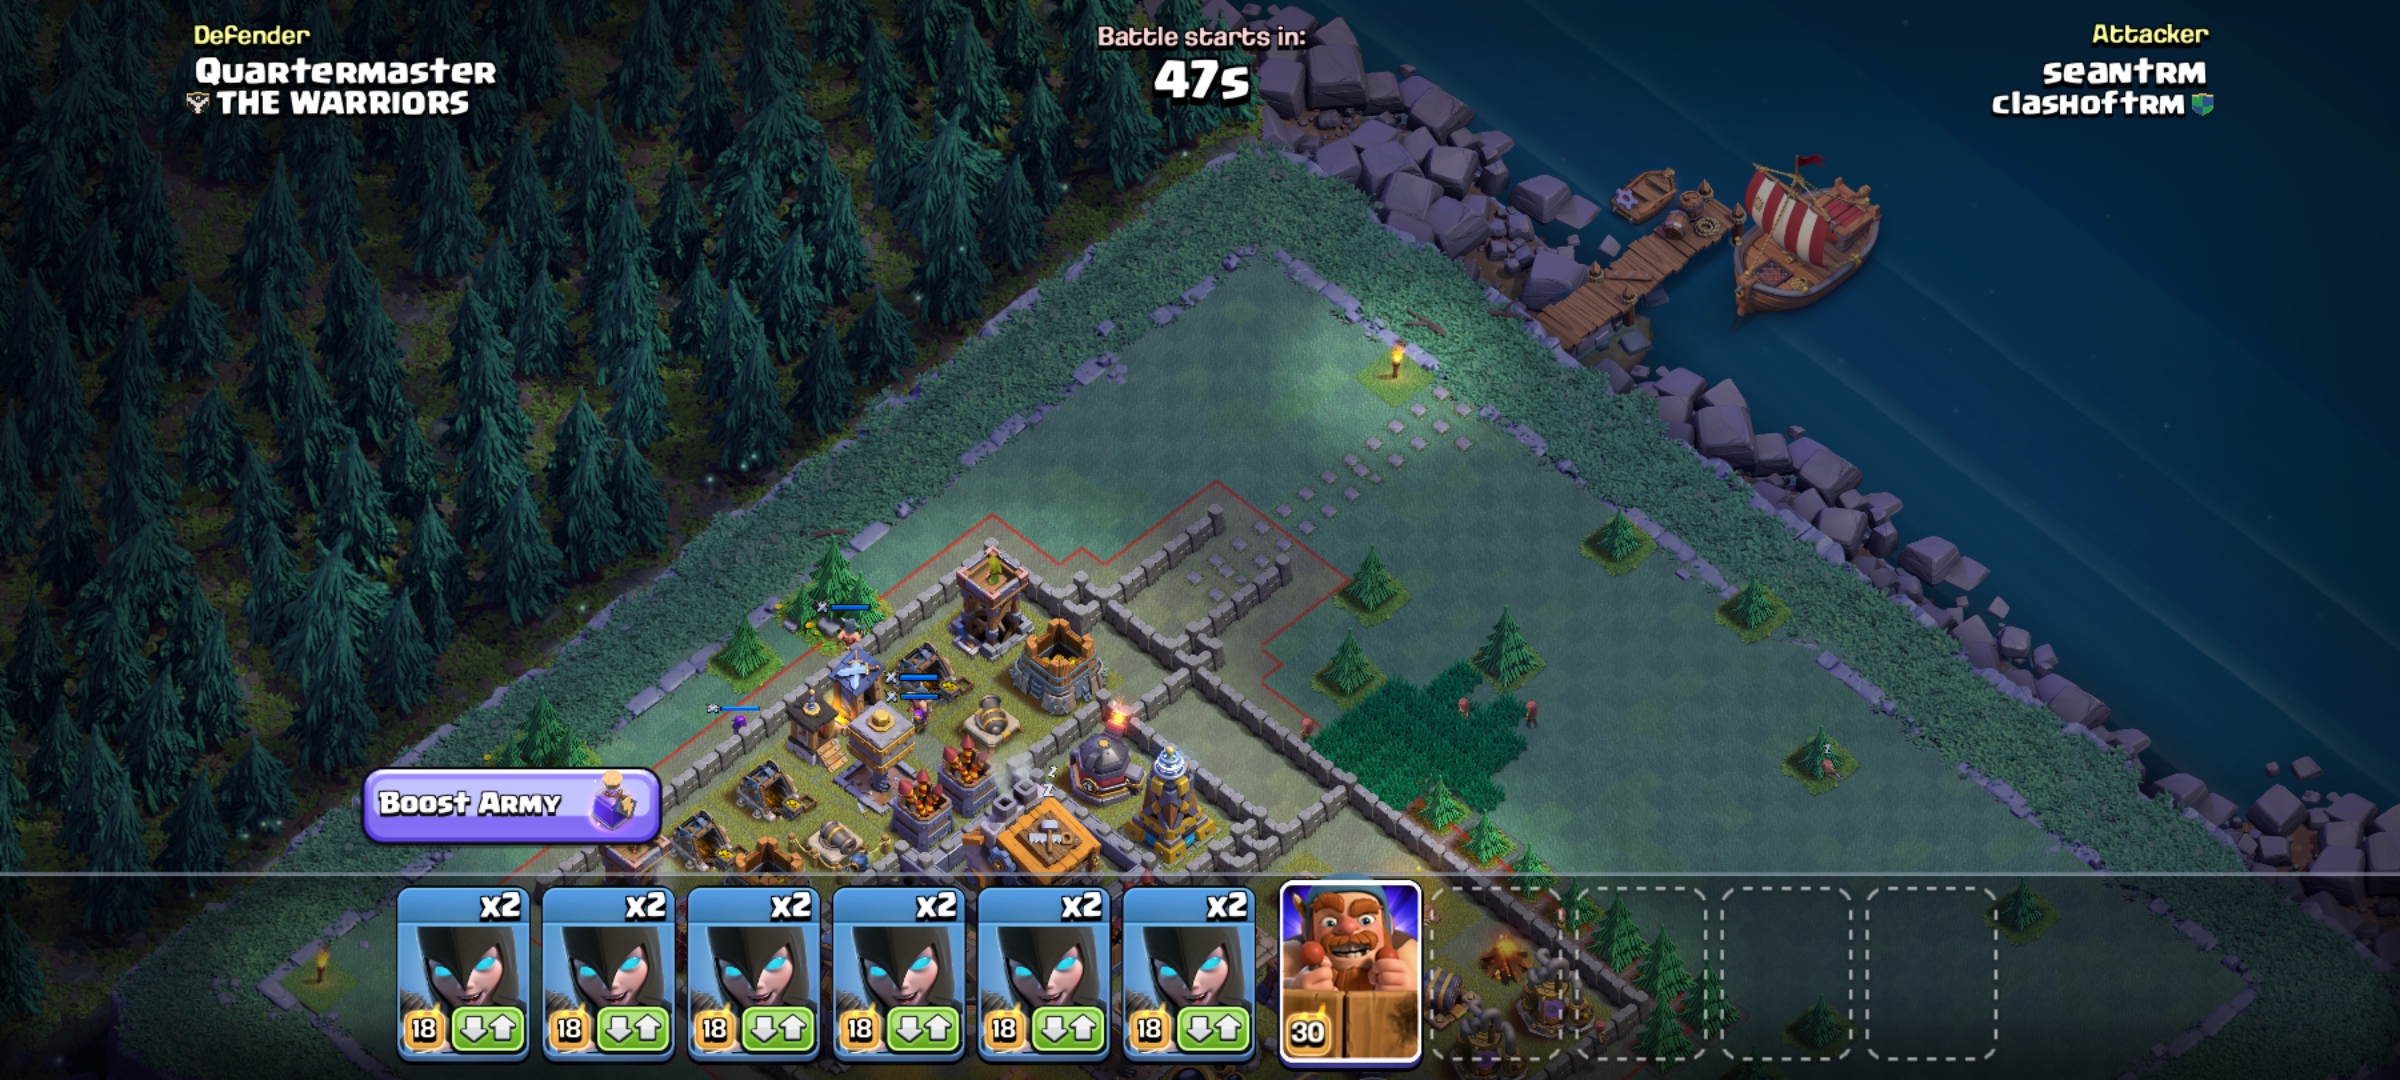 Defender
Quartermaster
THE WARRIORS
Battle starts in:
47s
Attacker
seantrm
clashoftrm
Z
Z
Z
Boost Army
x2
x2
x2
x2
x2
x2
18
18
18
18
18
18
30